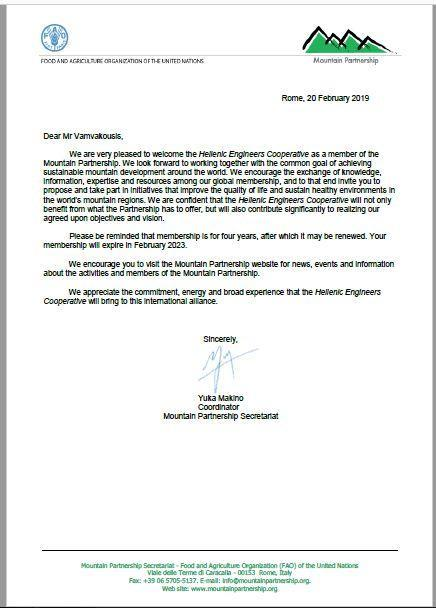 FAO
FIAT PANIS
FOOD AND AGRICULTURE ORGANIZATION OF THE UNITED NATIONS
Mountain Partnership
Rome, 20 February 2019
Dear Mr Vamvakousis,
We are very pleased to welcome the Hellenic Engineers Cooperative as a member of the
Mountain Partnership. We look forward to working together with the common goal of achieving
sustainable mountain development around the world. We encourage the exchange of knowledge,
information, expertise and resources among our global membership, and to that end invite you to
propose and take part in initiatives that improve the quality of life and sustain healthy environments in
the world's mountain regions. We are confident that the Hellenic Engineers Cooperative will not only
benefit from what the Partnership has to offer, but will also contribute significantly to realizing our
agreed upon objectives and vision.
Please be reminded that membership is for four years, after which it may be renewed. Your
membership will expire in February 2023.
We encourage you to visit the Mountain Partnership website for news, events and information
about the activities and members of the Mountain Partnership.
We appreciate the commitment, energy and broad experience that the Hellenic Engineers
Cooperative will bring to this international alliance.
Sincerely,
Yuka Makino
Coordinator
Mountain Partnership Secretariat
Mountain Partnership Secretariat - Food and Agriculture Organization (FAO) of the United Nations
Viale delle Terme di Caracalla - 00153 Rome, Italy
Fax: +39 06 5705-5137. E-mail: info@mountainpartnership.org.
Web site: www.mountainpartnership.org